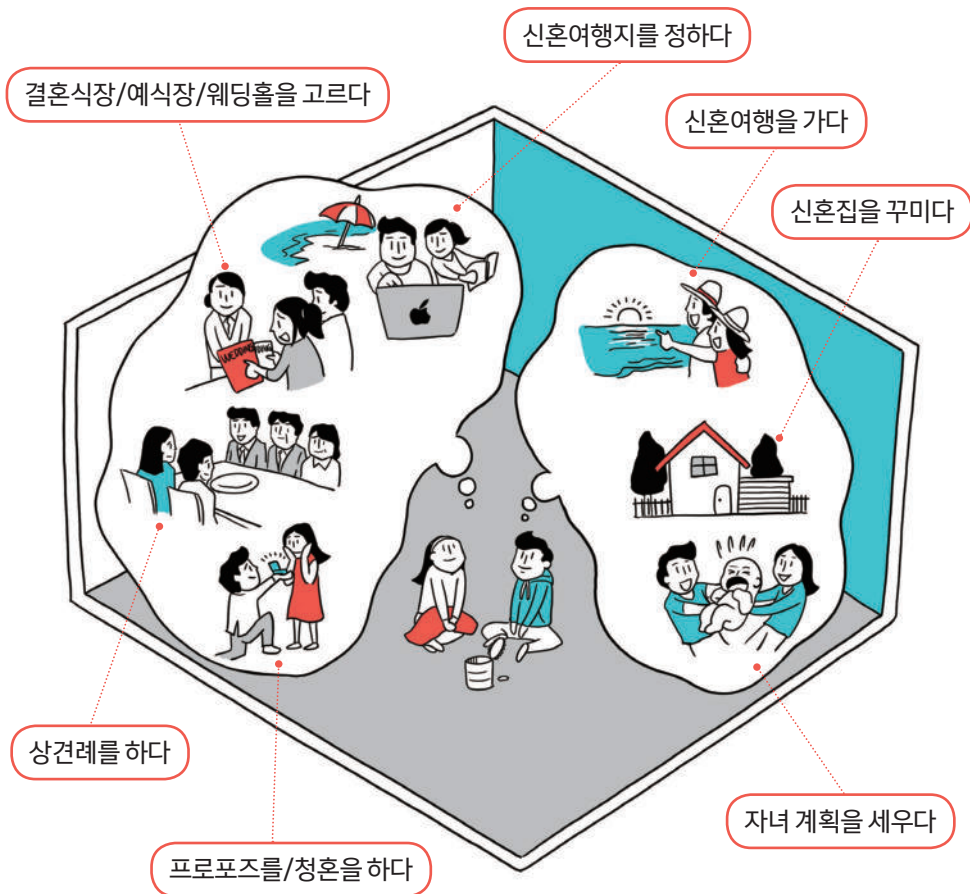 신혼여행지를 정하다
결혼식장/예식장/웨딩홀을 고르다
신혼여행을 가다
신혼집을 꾸미다
WEDDING
상견례를 하다
자녀 계획을 세우다
프로포즈를/청혼을 하다